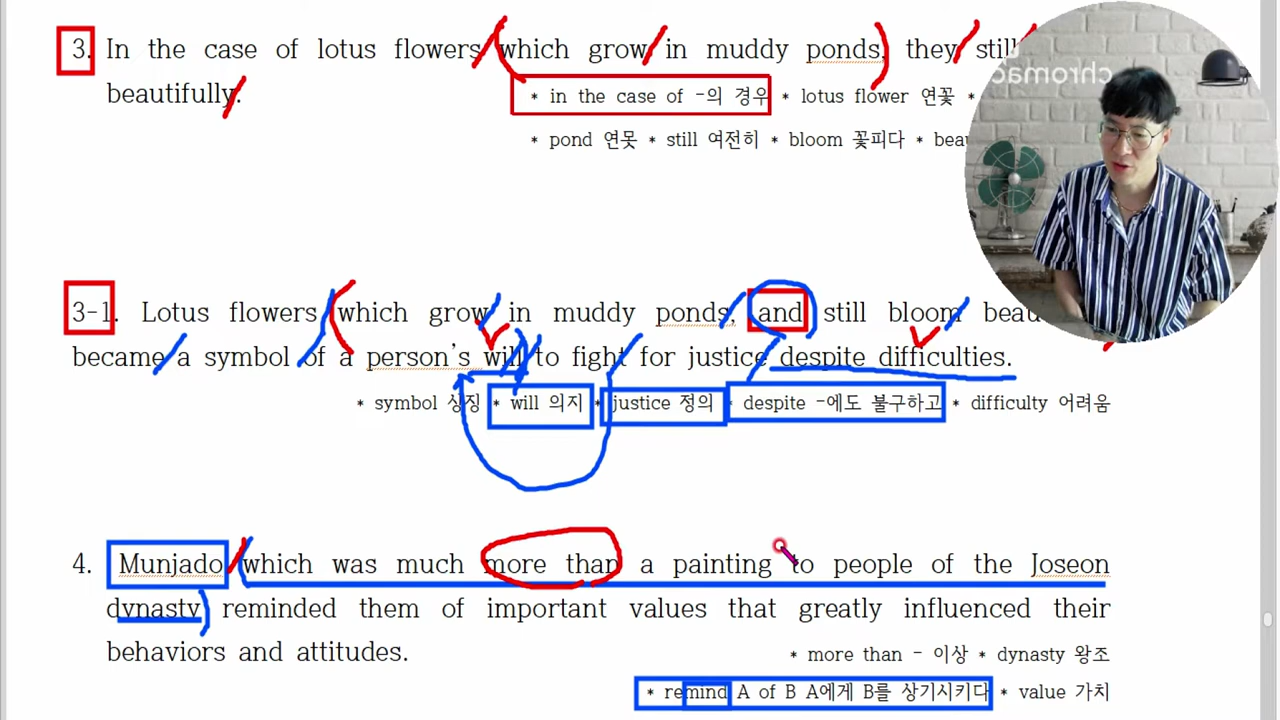 3. In the case of lotus flowers which grow in muddy ponds, they still
beautifully.
* in the case of -의 경우 * lotus flower 연꽃 *
* pond 연못 * still 여전히 * bloom 꽃피다 *
3-1. Lotus flowers which grow in muddy ponds, and still bloom
became a symbol of a person's will to fight for justice despite difficulties.
* symbol 상징 * will 의지 * justice 정의 * despite -에도 불구하고 * difficulty 어려움
4. Munjado which was much more than a painting to people of the Joseon
dynasty reminded them of important values that greatly influenced their
behaviors and attitudes.
* more than - 이상 * dynasty 왕조
* remind A of B A에게 B를 상기시키다 * value 가치